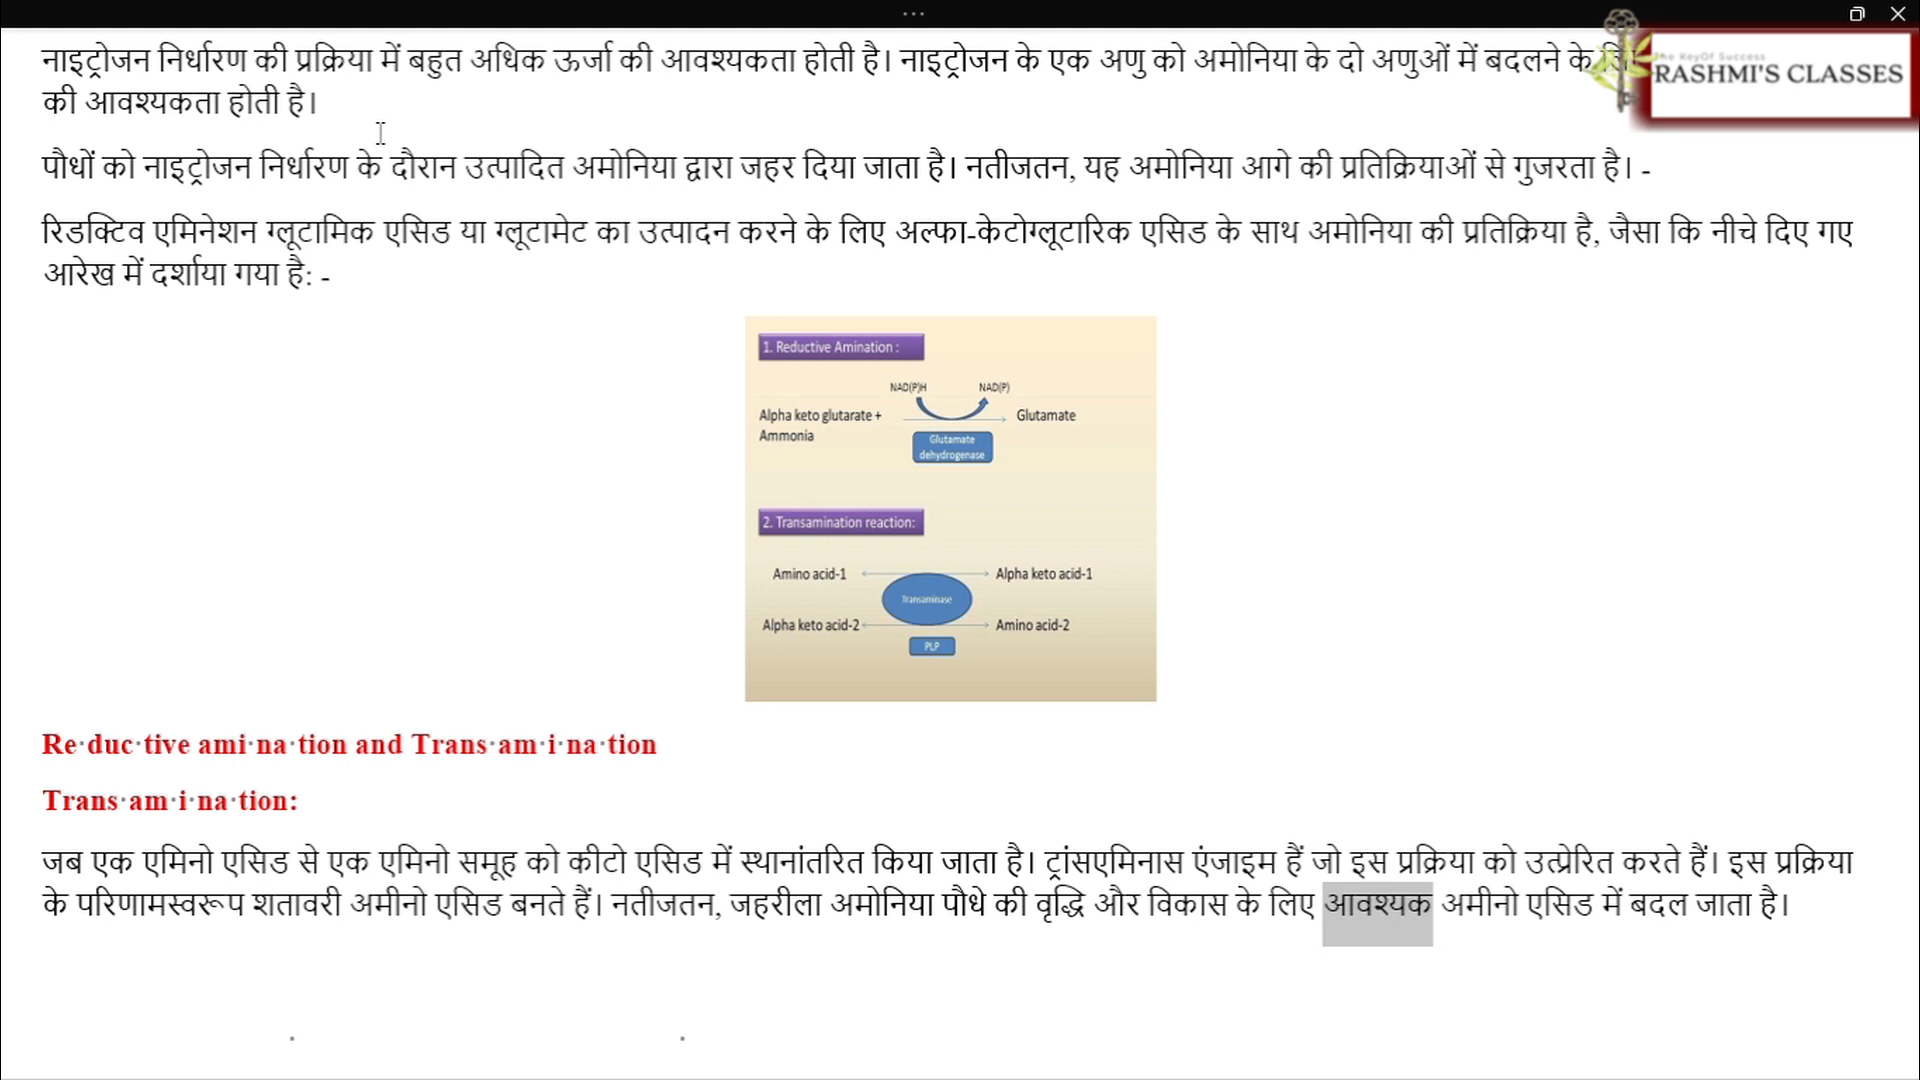 नाइट्रोजन निर्धारण की प्रक्रिया में बहुत अधिक ऊर्जा की आवश्यकता होती है। नाइट्रोजन के एक अणु को अमोनिया के दो अणुओं में बदलने के
The KeyOf Success
RASHMI'S CLASSES
की आवश्यकता होती है।
पौधों को नाइट्रोजन निर्धारण के दौरान उत्पादित अमोनिया द्वारा जहर दिया जाता है। नतीजतन, यह अमोनिया आगे की प्रतिक्रियाओं से गुजरता है। -
रिडक्टिव एमिनेशन ग्लूटामिक एसिड या ग्लूटामेट का उत्पादन करने के लिए अल्फा-केटोग्लूटारिक एसिड के साथ अमोनिया की प्रतिक्रिया है, जैसा कि नीचे दिए गए
आरेख में दर्शाया गया है: -
1. Reductive Amination :
NAD(P)H NAD(P)
Alpha keto glutarate + Glutamate
Ammonia
Glutamate
dehydrogenase
2. Transamination reaction:
Amino acid-1 Alpha keto acid-1
Transaminase
Alpha keto acid-2 Amino acid-2
PLP
Re·duc·tive ami·na·tion and Trans·am·i·na·tion
Trans·am·i·na·tion:
जब एक एमिनो एसिड से एक एमिनो समूह को कीटो एसिड में स्थानांतरित किया जाता है। ट्रांसएमिनास एंजाइम हैं जो इस प्रक्रिया को उत्प्रेरित करते हैं। इस प्रक्रिया
के परिणामस्वरूप शतावरी अमीनो एसिड बनते हैं। नतीजतन, जहरीला अमोनिया पौधे की वृद्धि और विकास के लिए आवश्यक अमीनो एसिड में बदल जाता है।